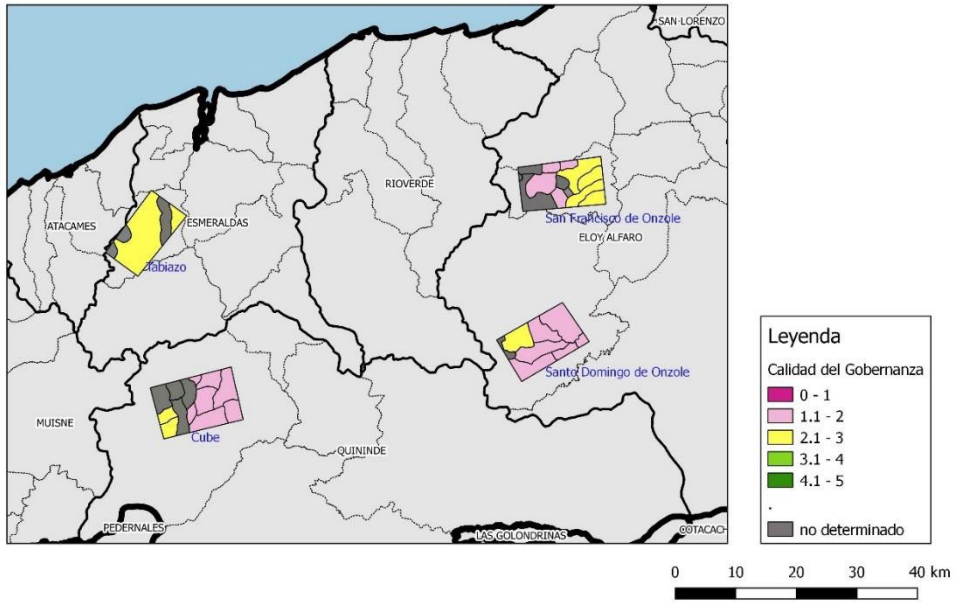 SAN LORENZO
RIOVERDE
San Francisco de Onzole
ATACAMES
ESMERALDAS
ELOY ALFARO
Tabiazo
Santo Domingo de Onzole
MUISNE
Cube
QUININDE
PEDERNALES
LAS GOLONDRINAS
COTACACH
Leyenda
Calidad del Gobernanza
0 - 1
1.1 - 2
2.1 - 3
3.1 - 4
4.1 - 5
.
no determinado
0 10 20 30 40 km